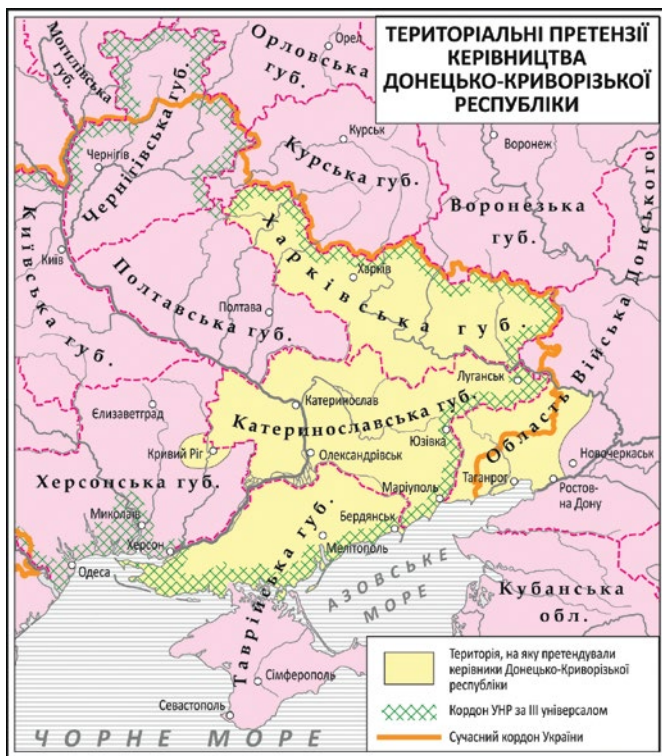 ТЕРИТОРІАЛЬНІ ПРЕТЕНЗІЇ
КЕРІВНИЦТВА
ДОНЕЦЬКО-КРИВОРІЗЬКОЇ
РЕСПУБЛІКИ
Могилівська
губ.
Орловська
губ.
Орел
Чернігів
Чернігівська губ.
Курськ
Курська губ.
Воронеж
Воронезька
губ.
Київська губ.
Київ
Харківська губ.
Харків
Полтавська губ.
Полтава
Область Війська Донського
Луганськ
Єлизаветград
Катеринослав
Катеринославська губ.
Юзівка
Кривий Ріг
Олександрівськ
Новочеркаськ
Херсонська губ.
Таганрог
Ростов-
на Дону
Маріуполь
Миколаїв
Бердянськ
Херсон
Мелітополь
Одеса
Таврійська губ.
АЗОВСЬКЕ
МОРЕ
Кубанська
обл.
Сімферополь
Севастополь
ЧОРНЕ МОРЕ
Територія, на яку претендували
керівники Донецько-Криворізької
республіки
Кордон УНР за III універсалом
Сучасний кордон України